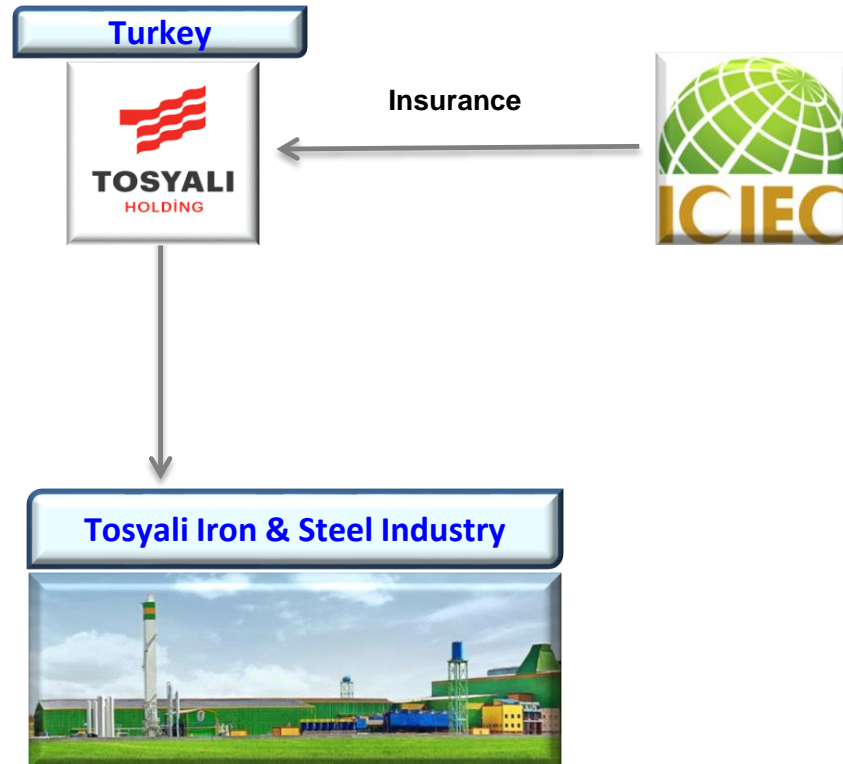 Turkey
TOSYALI
HOLDİNG
Insurance
ICIEC
Tosyali Iron & Steel Industry